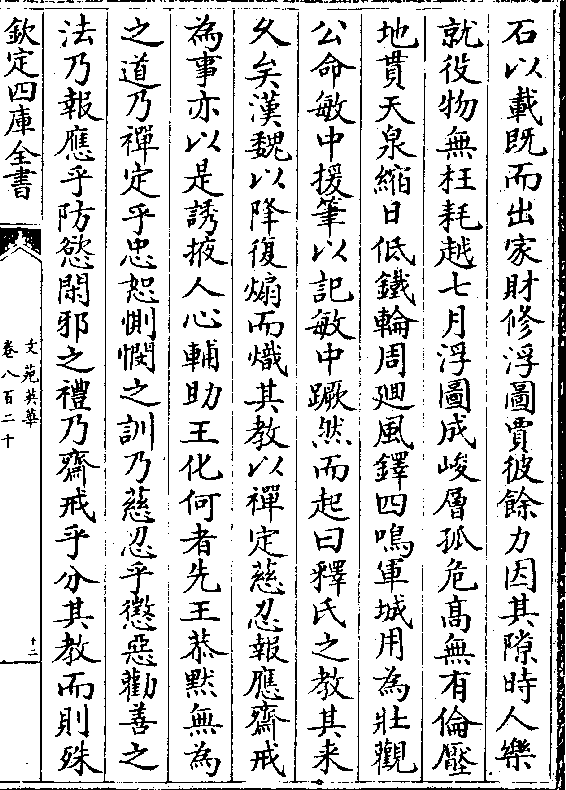 石以載既而出家財修浮圖賈彼餘力因其隙時人樂
就役物無枉耗越七月浮圖成峻層孤危高無有倫壓
地貫天泉縮日低鐵輪周廻風鐸四鳴軍城用為壯觀
公命敏中援筆以記敏中蹶然而起曰釋氏之教其来
久矣漢魏以降復煽而熾其教以禪定慈忍報應齋戒
為事亦以是誘掖人心輔助王化何者先王恭黙無為
之道乃禪定乎忠恕惻憫之訓乃慈忍乎懲惡勸善之
法乃報應乎防慾閑邪之禮乃齋戒乎分其教而則殊
欽定四庫全書
文苑英華
卷八百二十
十二